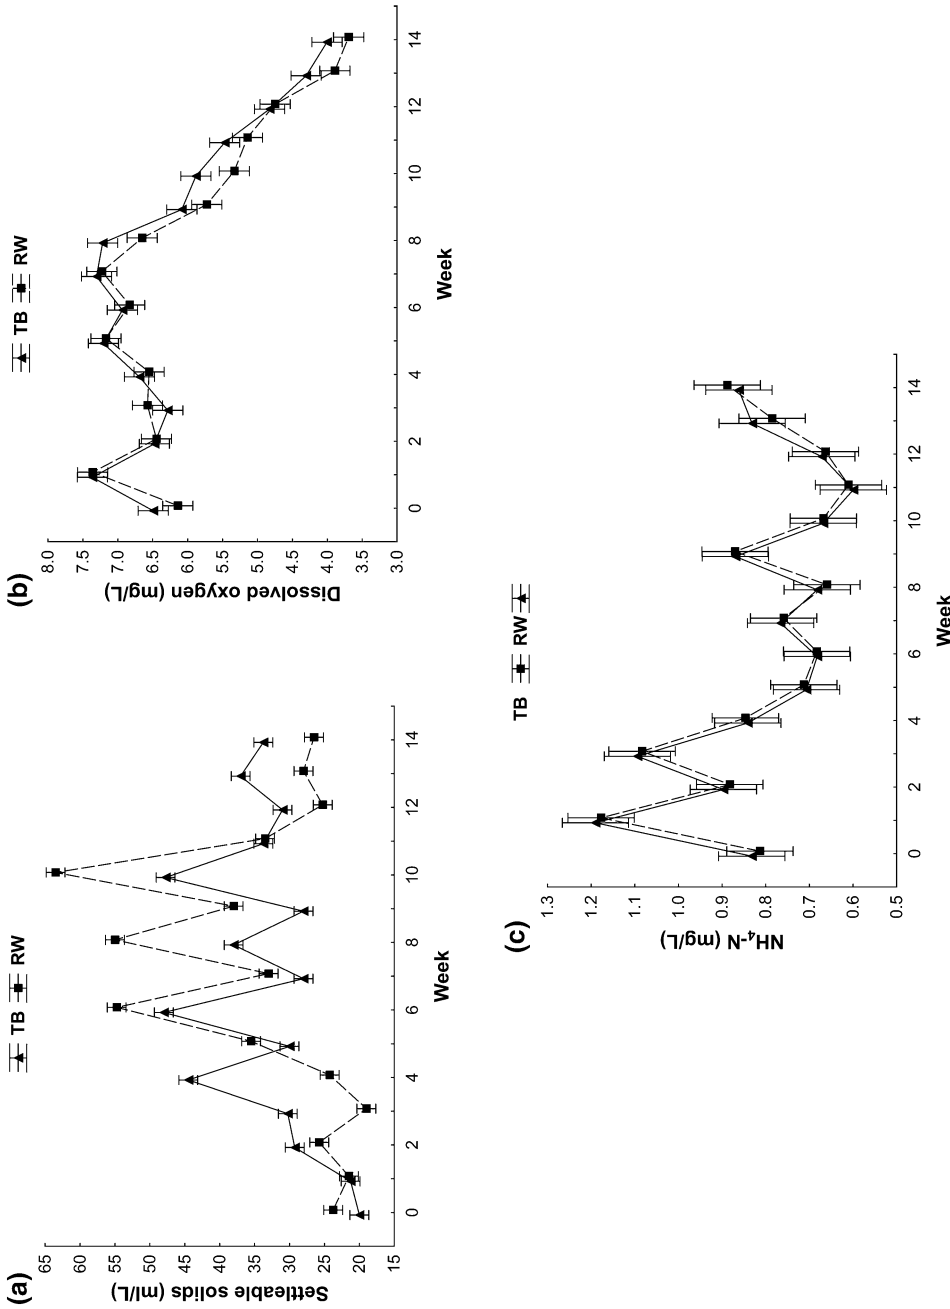 (a)
TB RW
Settleable solids (ml/L)
65
60
55
50
45
40
35
30
25
20
15
0 2 4 6 8 10 12 14
Week
(b)
TB RW
Dissolved oxygen (mg/L)
8.0
7.5
7.0
6.5
6.0
5.5
5.0
4.5
4.0
3.5
3.0
0 2 4 6 8 10 12 14
Week
(c)
TB RW
NH₄-N (mg/L)
1.3
1.2
1.1
1.0
0.9
0.8
0.7
0.6
0.5
0 2 4 6 8 10 12 14
Week